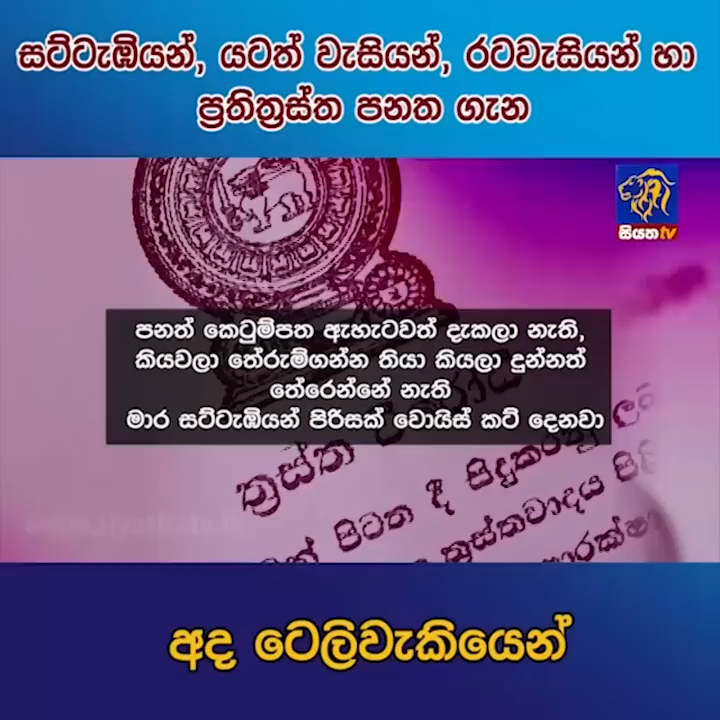 සට්ටැඹියන්, යටත් වැසියන්, රටවැසියන් හා
ප්‍රතිත්‍රස්ත පනත ගැන
සියත tv
පනත් කෙටුම්පත ඇහැටවත් දැකලා නැති,
කියවලා තේරුම්ගන්න තියා කියලා දුන්නත්
තේරෙන්නේ නැති
මාර සට්ටැඹියන් පිරිසක් වොයිස් කට් දෙනවා
ත්‍රස්ත
පිටත දී සිදුකරනු
ත්‍රස්තවාදය
අද ටෙලිවැකියෙන්